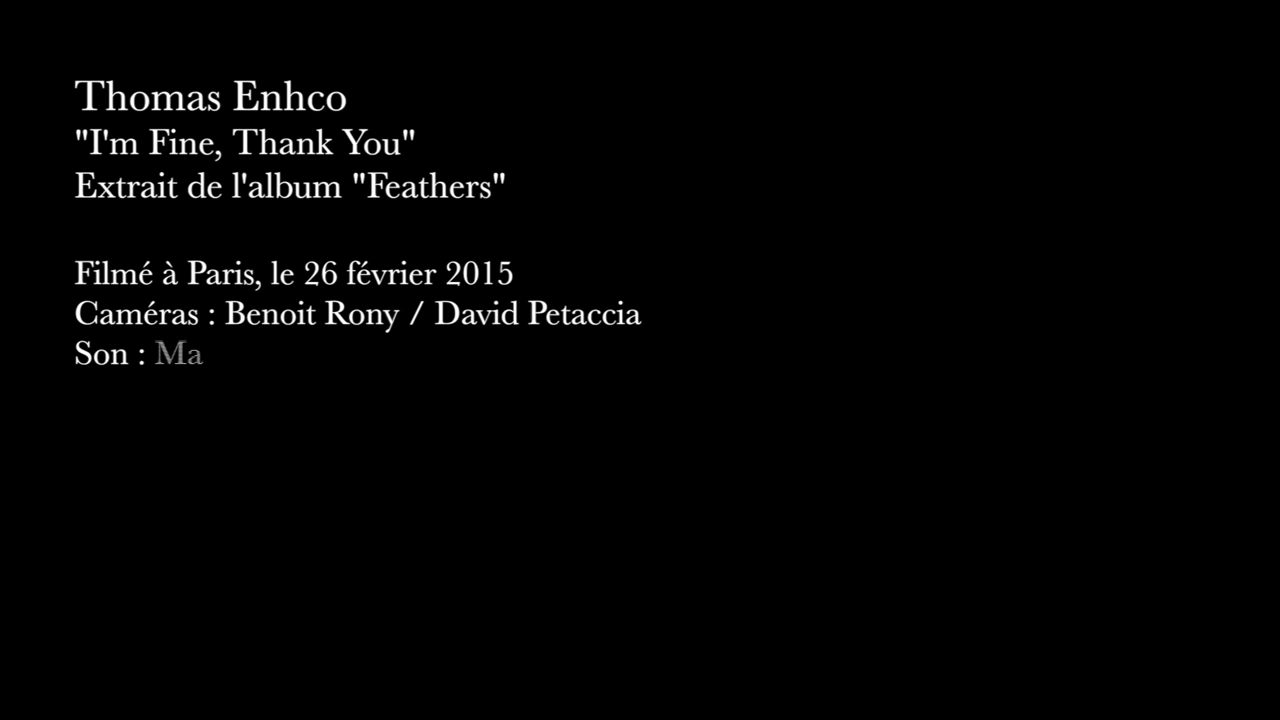 Thomas Enhco
"I'm Fine, Thank You"
Extrait de l'album "Feathers"
Filmé à Paris, le 26 février 2015
Caméras : Benoit Rony / David Petaccia
Son : Ma